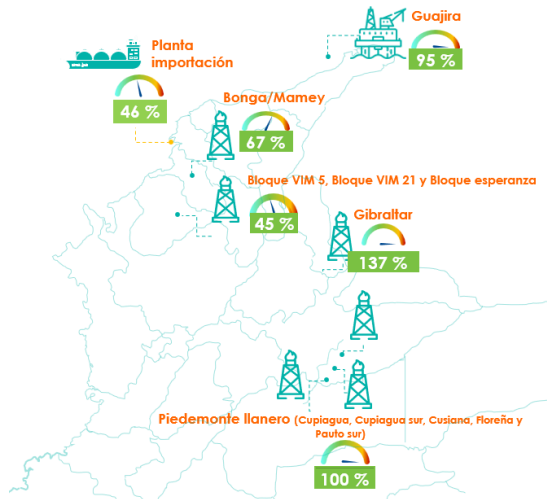 Guajira
95 %
Planta
importación
46 %
Bonga/Mamey
67 %
Bloque VIM 5, Bloque VIM 21 y Bloque esperanza
45 %
Gibraltar
137 %
Piedemonte llanero (Cupiagua, Cupiagua sur, Cusiana, Floreña y
Pauto sur)
100 %